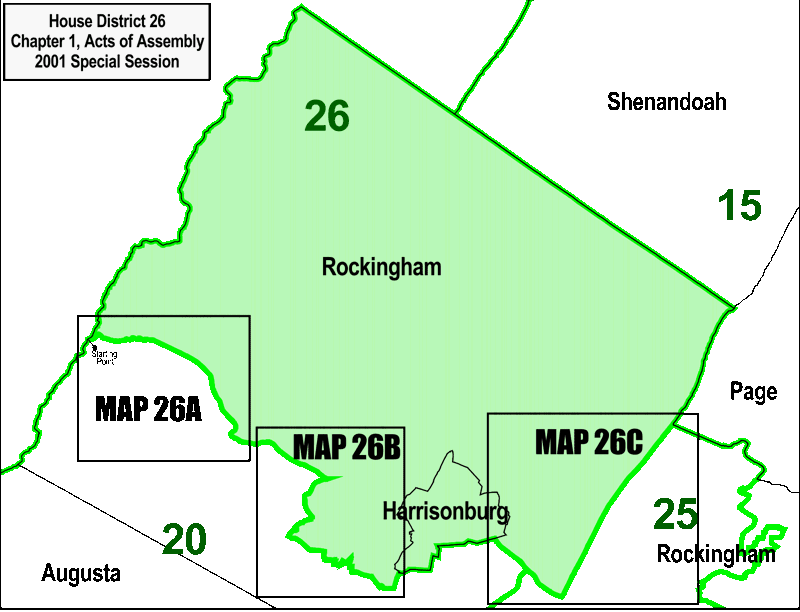 House District 26
Chapter 1, Acts of Assembly
2001 Special Session
26
Shenandoah
15
Rockingham
Starting
Point
Page
MAP 26A
MAP 26B
MAP 26C
Harrisonburg
25
20
Rockingham
Augusta